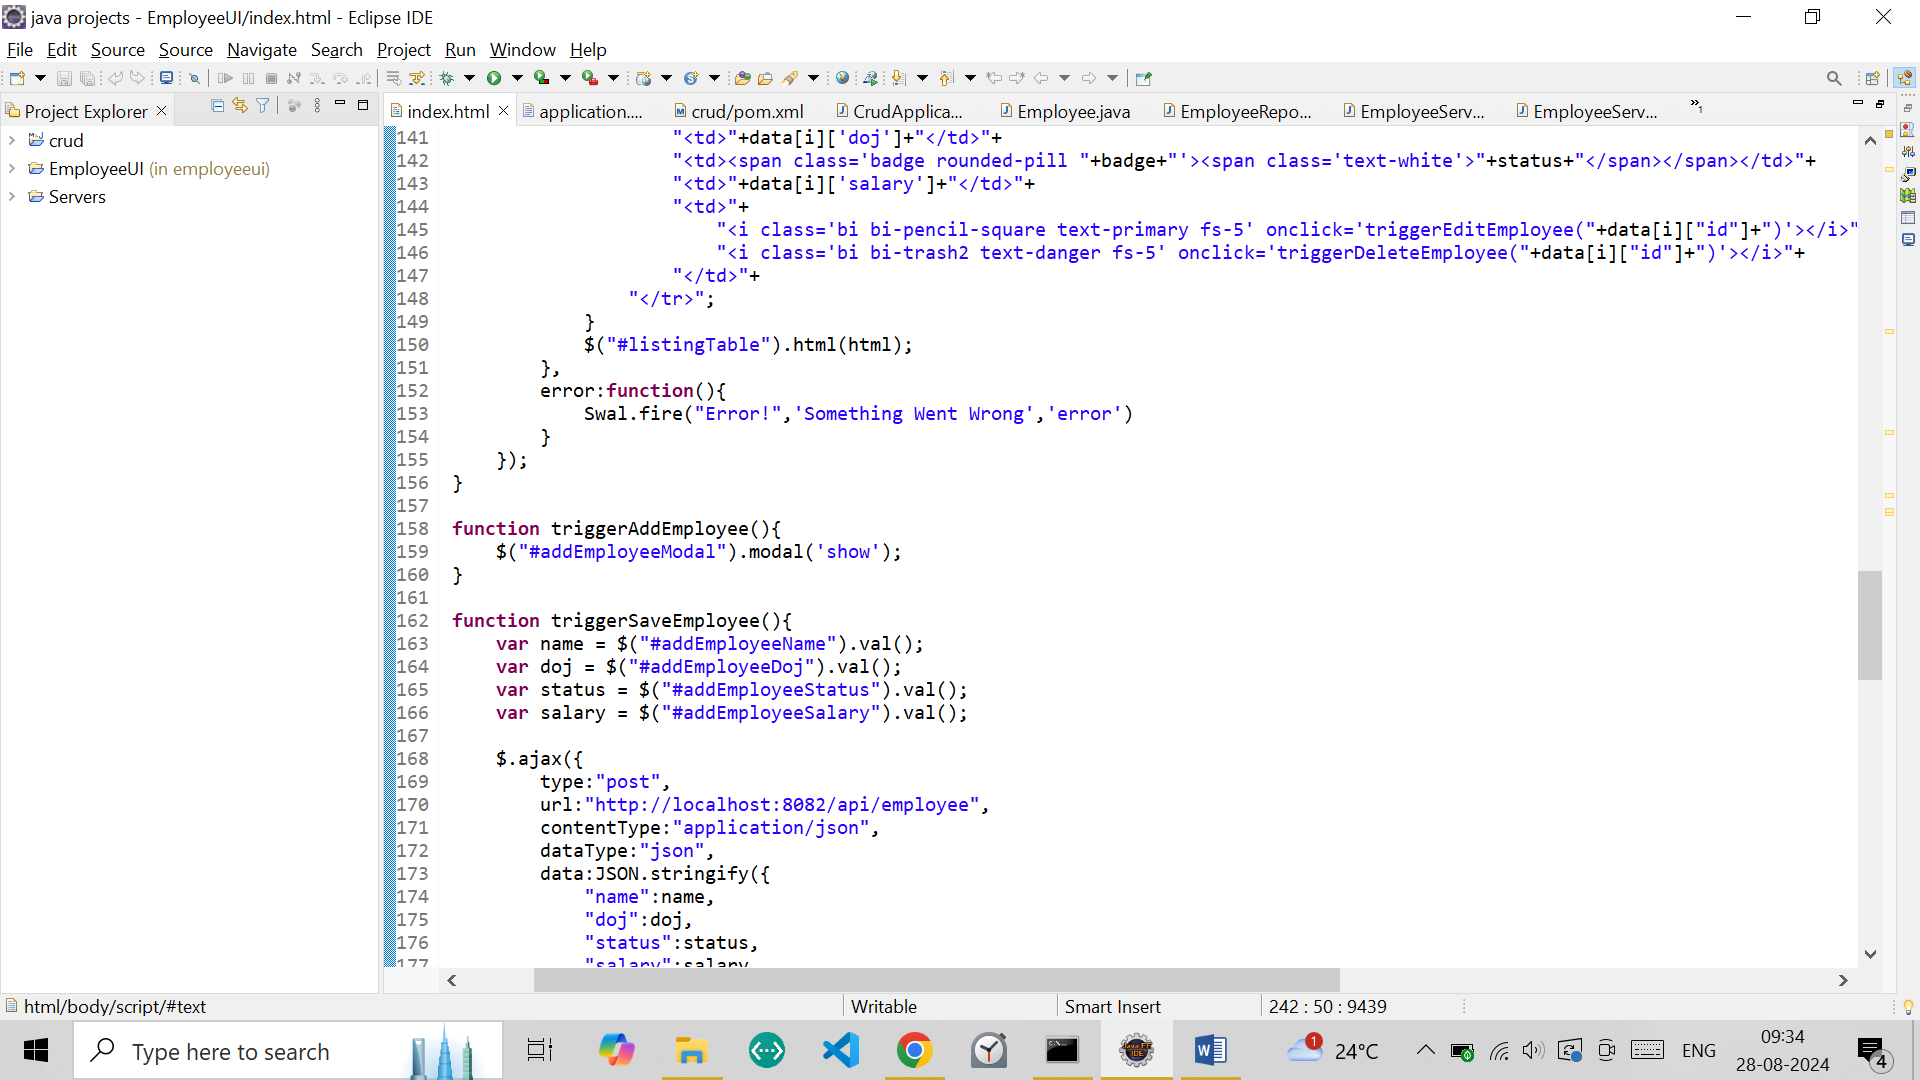 java projects - EmployeeUI/index.html - Eclipse IDE
File Edit Source Source Navigate Search Project Run Window Help
Project Explorer
index.html application.... crud/pom.xml CrudApplica... Employee.java EmployeeRepo... EmployeeServ... EmployeeServ... »1
crud
EmployeeUI (in employeeui)
Servers
141 "<td>"+data[i]['doj']+"</td>"+
142 "<td><span class='badge rounded-pill "+badge+"'><span class='text-white'>"+status+"</span></span></td>"+
143 "<td>"+data[i]['salary']+"</td>"+
144 "<td>"+
145 "<i class='bi bi-pencil-square text-primary fs-5' onclick='triggerEditEmployee("+data[i]["id"]+")'></i>"
146 "<i class='bi bi-trash2 text-danger fs-5' onclick='triggerDeleteEmployee("+data[i]["id"]+")'></i>"+
147 "</td>"+
148 "</tr>";
149 }
150 $("#listingTable").html(html);
151 },
152 error:function(){
153 Swal.fire("Error!",'Something Went Wrong','error')
154 }
155 });
156 }
157
158 function triggerAddEmployee(){
159 $("#addEmployeeModal").modal('show');
160 }
161
162 function triggerSaveEmployee(){
163 var name = $("#addEmployeeName").val();
164 var doj = $("#addEmployeeDoj").val();
165 var status = $("#addEmployeeStatus").val();
166 var salary = $("#addEmployeeSalary").val();
167
168 $.ajax({
169 type:"post",
170 url:"http://localhost:8082/api/employee",
171 contentType:"application/json",
172 dataType:"json",
173 data:JSON.stringify({
174 "name":name,
175 "doj":doj,
176 "status":status,
177 "salary":salary
html/body/script/#text Writable Smart Insert 242 : 50 : 9439
Type here to search
1 24°C ENG
09:34
28-08-2024
4